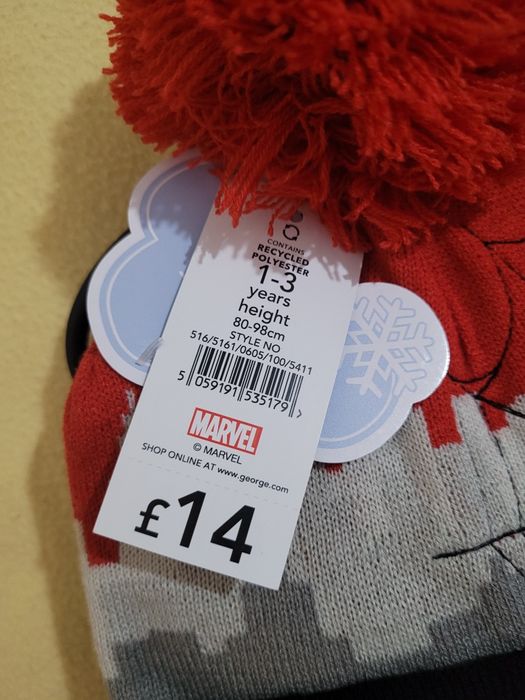 CONTAINS
RECYCLED
POLYESTER
1-3
years
height
80-98cm
STYLE NO
516/5161/0605/100/5411
5 059191 535179 >
MARVEL
© MARVEL
SHOP ONLINE AT www.george.com
£14